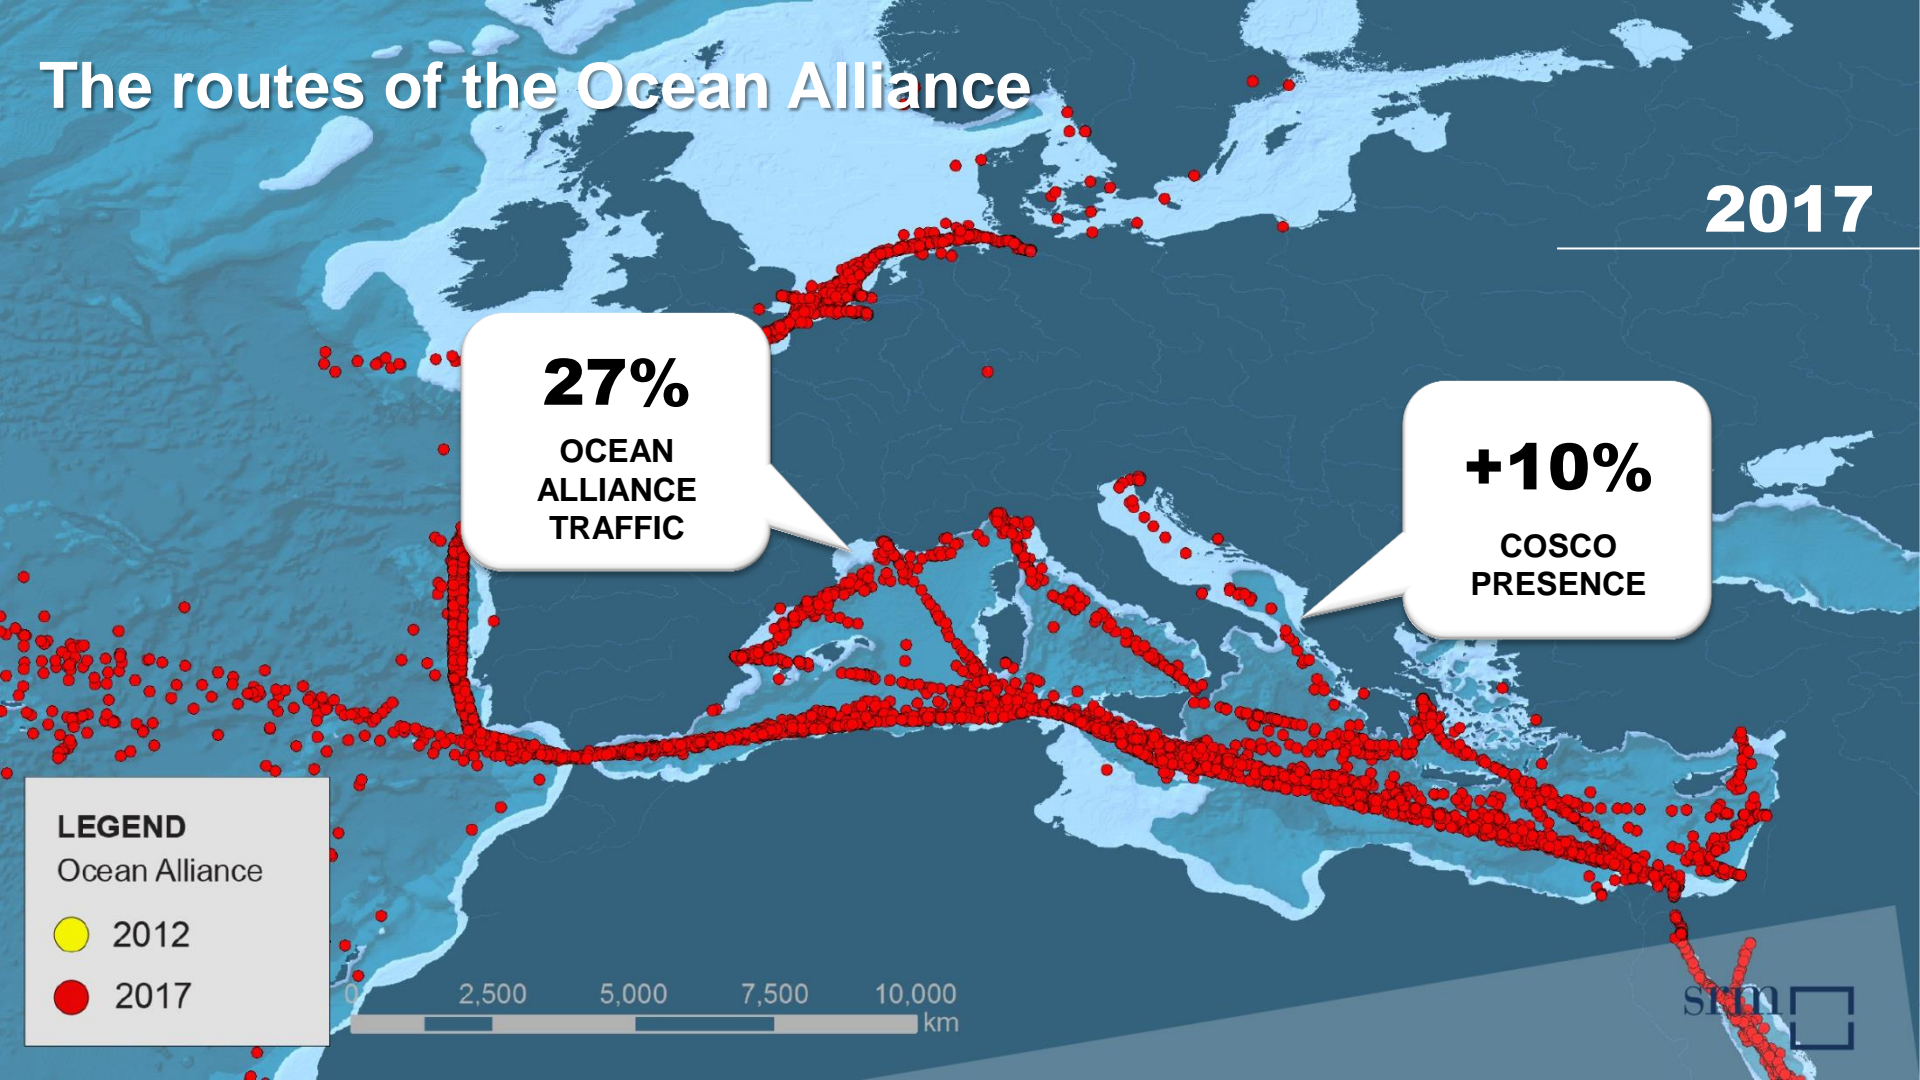 The routes of the Ocean Alliance
2017
27%
OCEAN
ALLIANCE
TRAFFIC
+10%
COSCO
PRESENCE
LEGEND
Ocean Alliance
2012
2017
0 2,500 5,000 7,500 10,000
km
srm